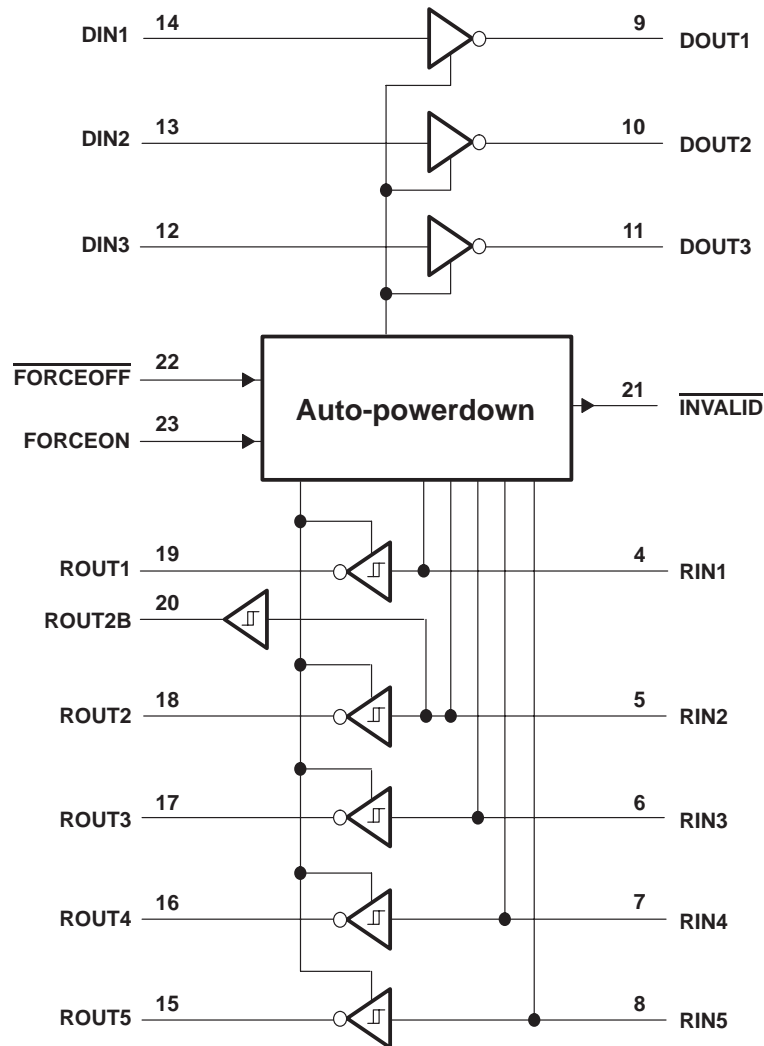 DIN1 14 9 DOUT1
DIN2 13 10 DOUT2
DIN3 12 11 DOUT3
FORCEOFF 22
Auto-powerdown 21 INVALID
FORCEON 23
ROUT1 19 4 RIN1
ROUT2B 20
ROUT2 18 5 RIN2
ROUT3 17 6 RIN3
ROUT4 16 7 RIN4
ROUT5 15 8 RIN5